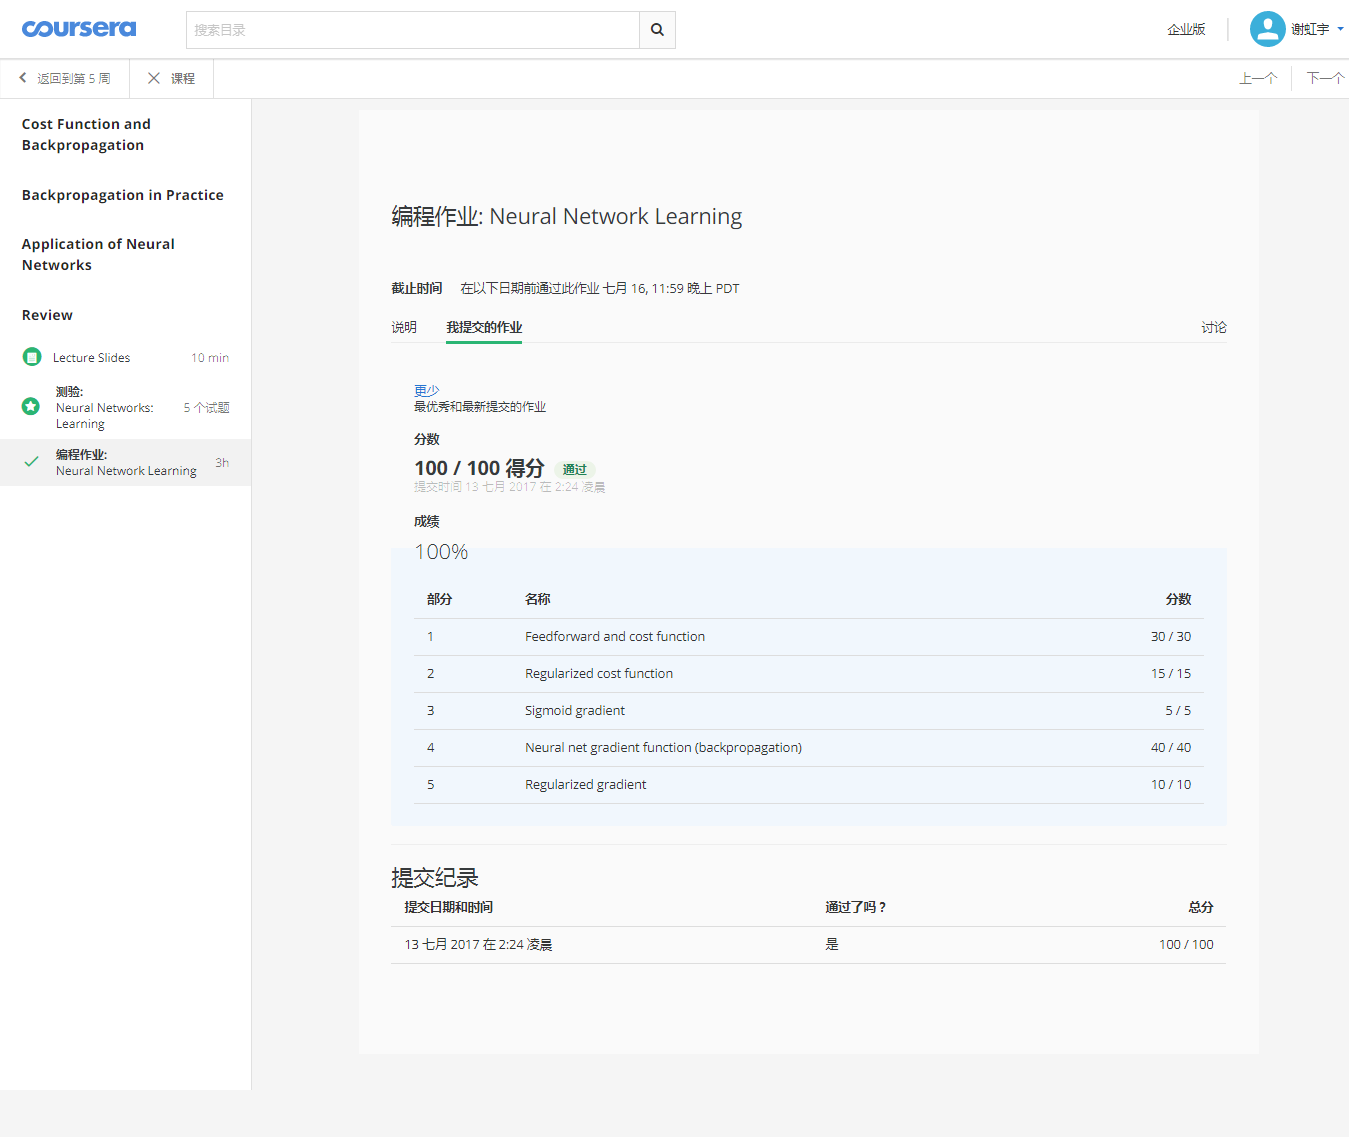 coursera
搜索目录
企业版
谢虹宇
返回到第 5 周
课程
上一个
下一个
Cost Function and
Backpropagation
Backpropagation in Practice
Application of Neural
Networks
Review
Lecture Slides 10 min
测验:
Neural Networks: 5 个试题
Learning
编程作业:
Neural Network Learning 3h
编程作业: Neural Network Learning
截止时间 在以下日期前通过此作业 七月 16, 11:59 晚上 PDT
说明 我提交的作业 讨论
更少
最优秀和最新提交的作业
分数
100 / 100 得分 通过
提交时间 13 七月 2017 在 2:24 凌晨
成绩
100%
部分 名称 分数
1 Feedforward and cost function 30 / 30
2 Regularized cost function 15 / 15
3 Sigmoid gradient 5 / 5
4 Neural net gradient function (backpropagation) 40 / 40
5 Regularized gradient 10 / 10
提交纪录
提交日期和时间 通过了吗？ 总分
13 七月 2017 在 2:24 凌晨 是 100 / 100